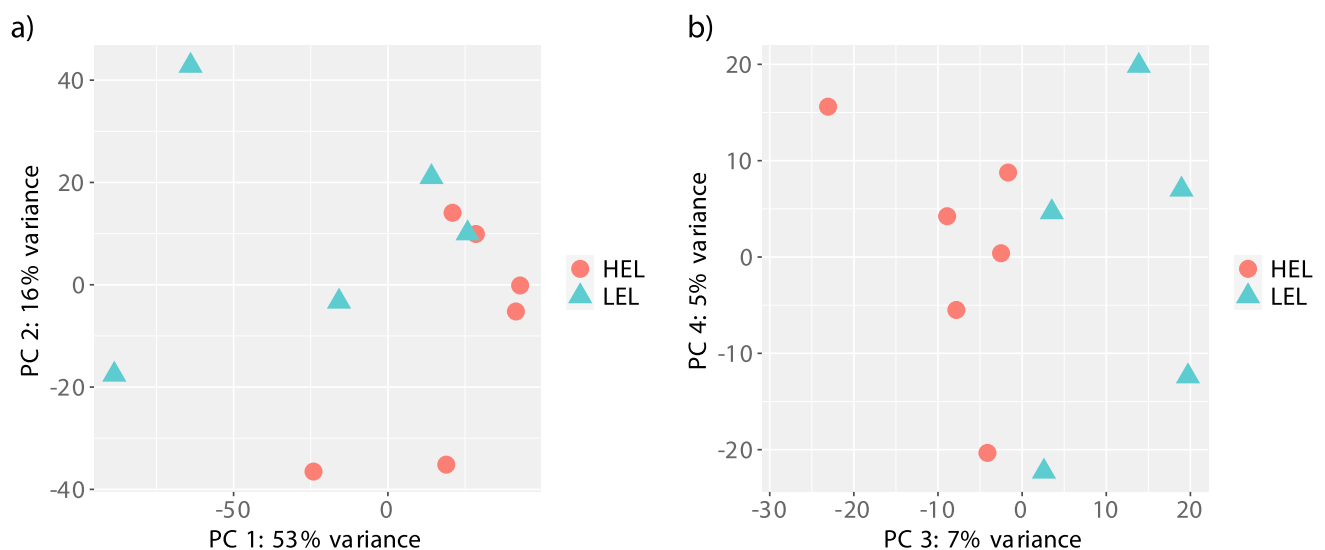 a)
40
20
0
-20
-40
-50
0
PC 1: 53% variance
PC 2: 16% variance
HEL
LEL
b)
20
10
0
-10
-20
-30
-20
-10
0
10
20
PC 3: 7% variance
PC 4: 5% variance
HEL
LEL